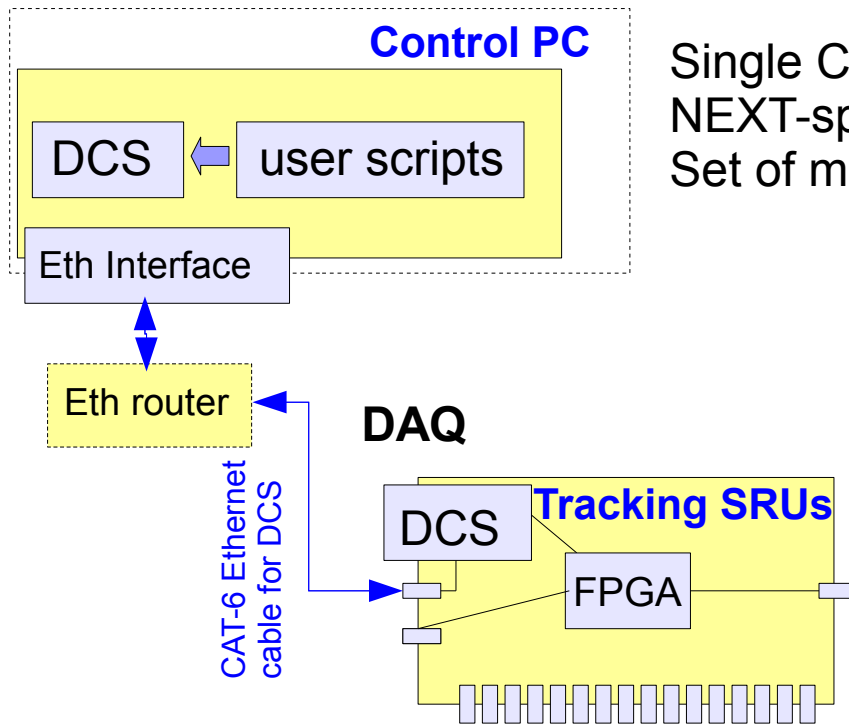 Control PC
DCS
user scripts
Eth Interface
Single
NEXT-
Set of
Eth router
DAQ
CAT-6 Ethernet
cable for DCS
Tracking SRUs
DCS
FPGA